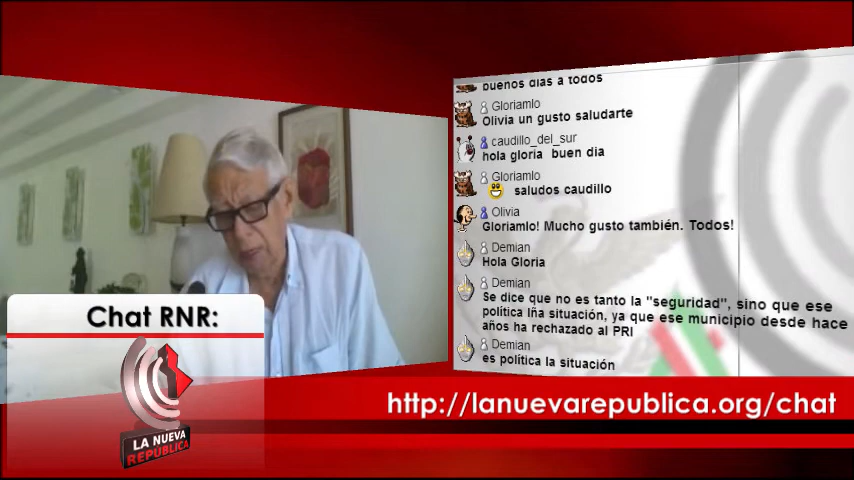 buenos días a todos
Gloriamlo
Olivia un gusto saludarte
caudillo_del_sur
hola gloria buen dia
Gloriamlo
saludos caudillo
Olivia
Gloriamlo! Mucho gusto también. Todos!
Demian
Hola Gloria
Demian
Se dice que no es tanto la "seguridad", sino que ese
política lña situación, ya que ese municipio desde hace
años ha rechazado al PRI
Demian
es política la situación
Chat RNR:
LA NUEVA
REPUBLICA
http://lanuevarepublica.org/chat